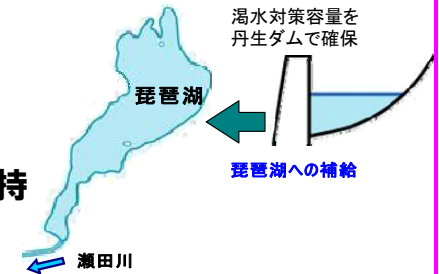 渇水対策容量を
丹生ダムで確保
琵琶湖
琵琶湖への補給
持
瀬田川